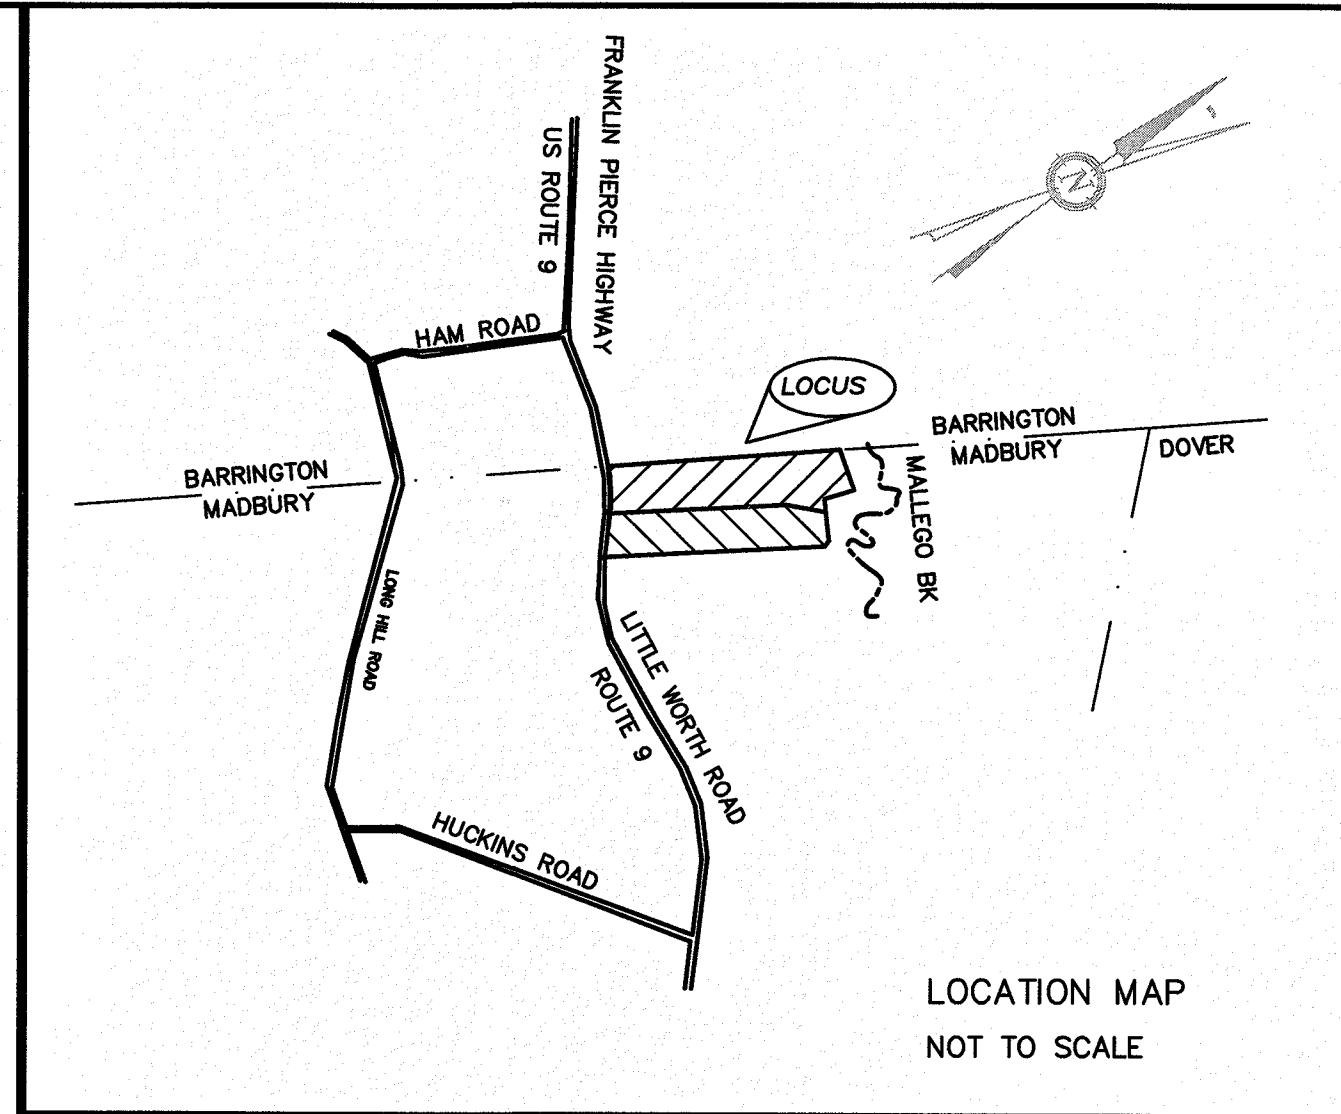 FRANKLIN PIERCE HIGHWAY
US ROUTE 9
N
HAM ROAD
LOCUS
BARRINGTON
MADBURY
DOVER
BARRINGTON
MADBURY
MALLEGO BK
LONG HILL ROAD
LITTLE WORTH ROAD
ROUTE 9
HUCKINS ROAD
LOCATION MAP
NOT TO SCALE